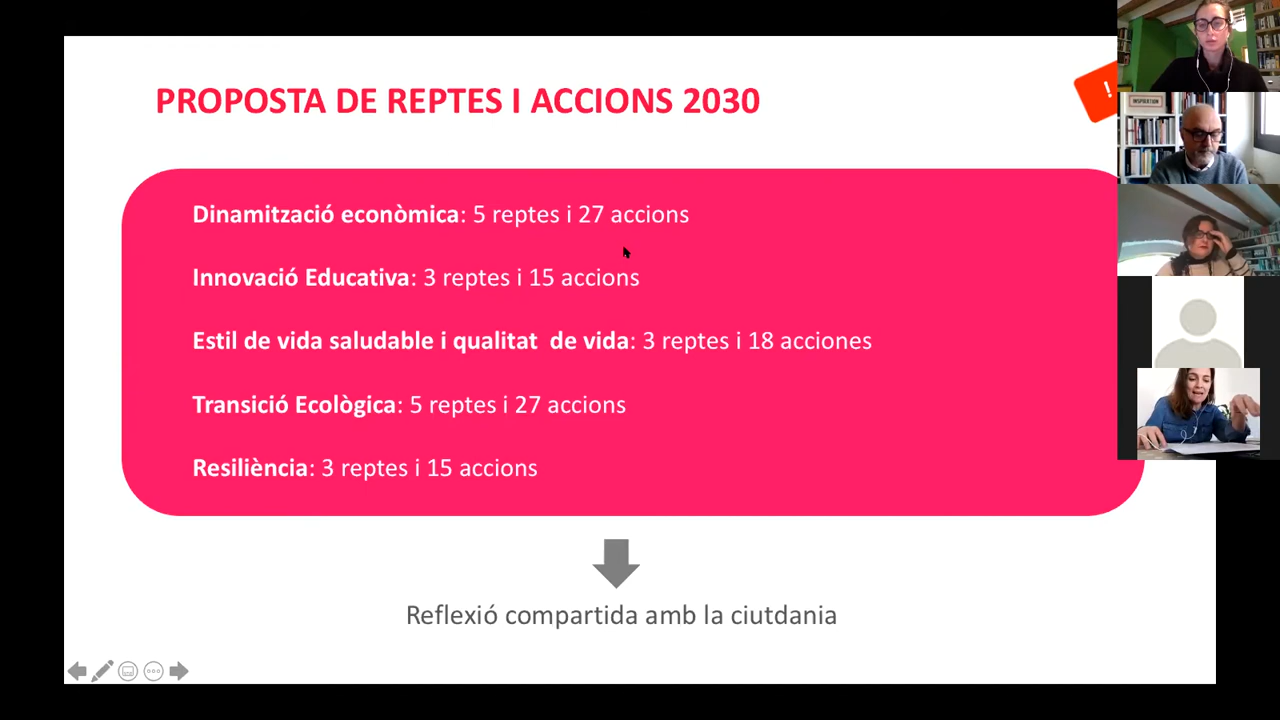 PROPOSTA DE REPTES I ACCIONS 2030
!
Dinamització econòmica: 5 reptes i 27 accions
Innovació Educativa: 3 reptes i 15 accions
Estil de vida saludable i qualitat  de vida: 3 reptes i 18 acciones
Transició Ecològica: 5 reptes i 27 accions
Resiliència: 3 reptes i 15 accions
Reflexió compartida amb la ciutdania
INSPIRATION